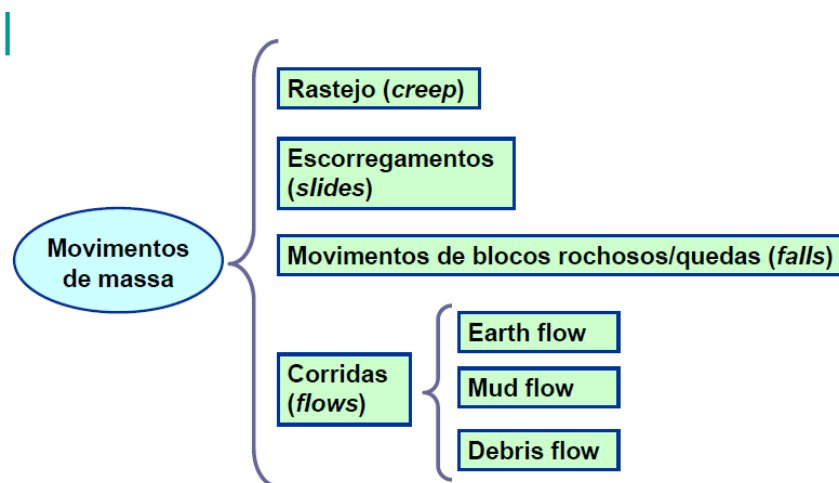 Rastejo (creep)
Escorregamentos
(slides)
Movimentos
de massa
Movimentos de blocos rochosos/quedas (falls)
Corridas
(flows)
Earth flow
Mud flow
Debris flow